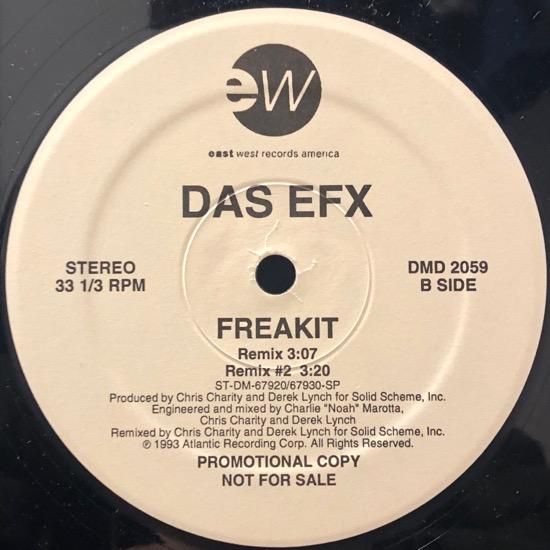 ew
east west records america
DAS EFX
STEREO
33 1/3 RPM
DMD 2059
B SIDE
FREAKIT
Remix 3:07
Remix #2 3:20
ST-DM-67920/67930-SP
Produced by Chris Charity and Derek Lynch for Solid Scheme, Inc.
Engineered and mixed by Charlie "Noah" Marotta,
Chris Charity and Derek Lynch
Remixed by Chris Charity and Derek Lynch for Solid Scheme, Inc.
℗ 1993 Atlantic Recording Corp. All Rights Reserved.
PROMOTIONAL COPY
NOT FOR SALE